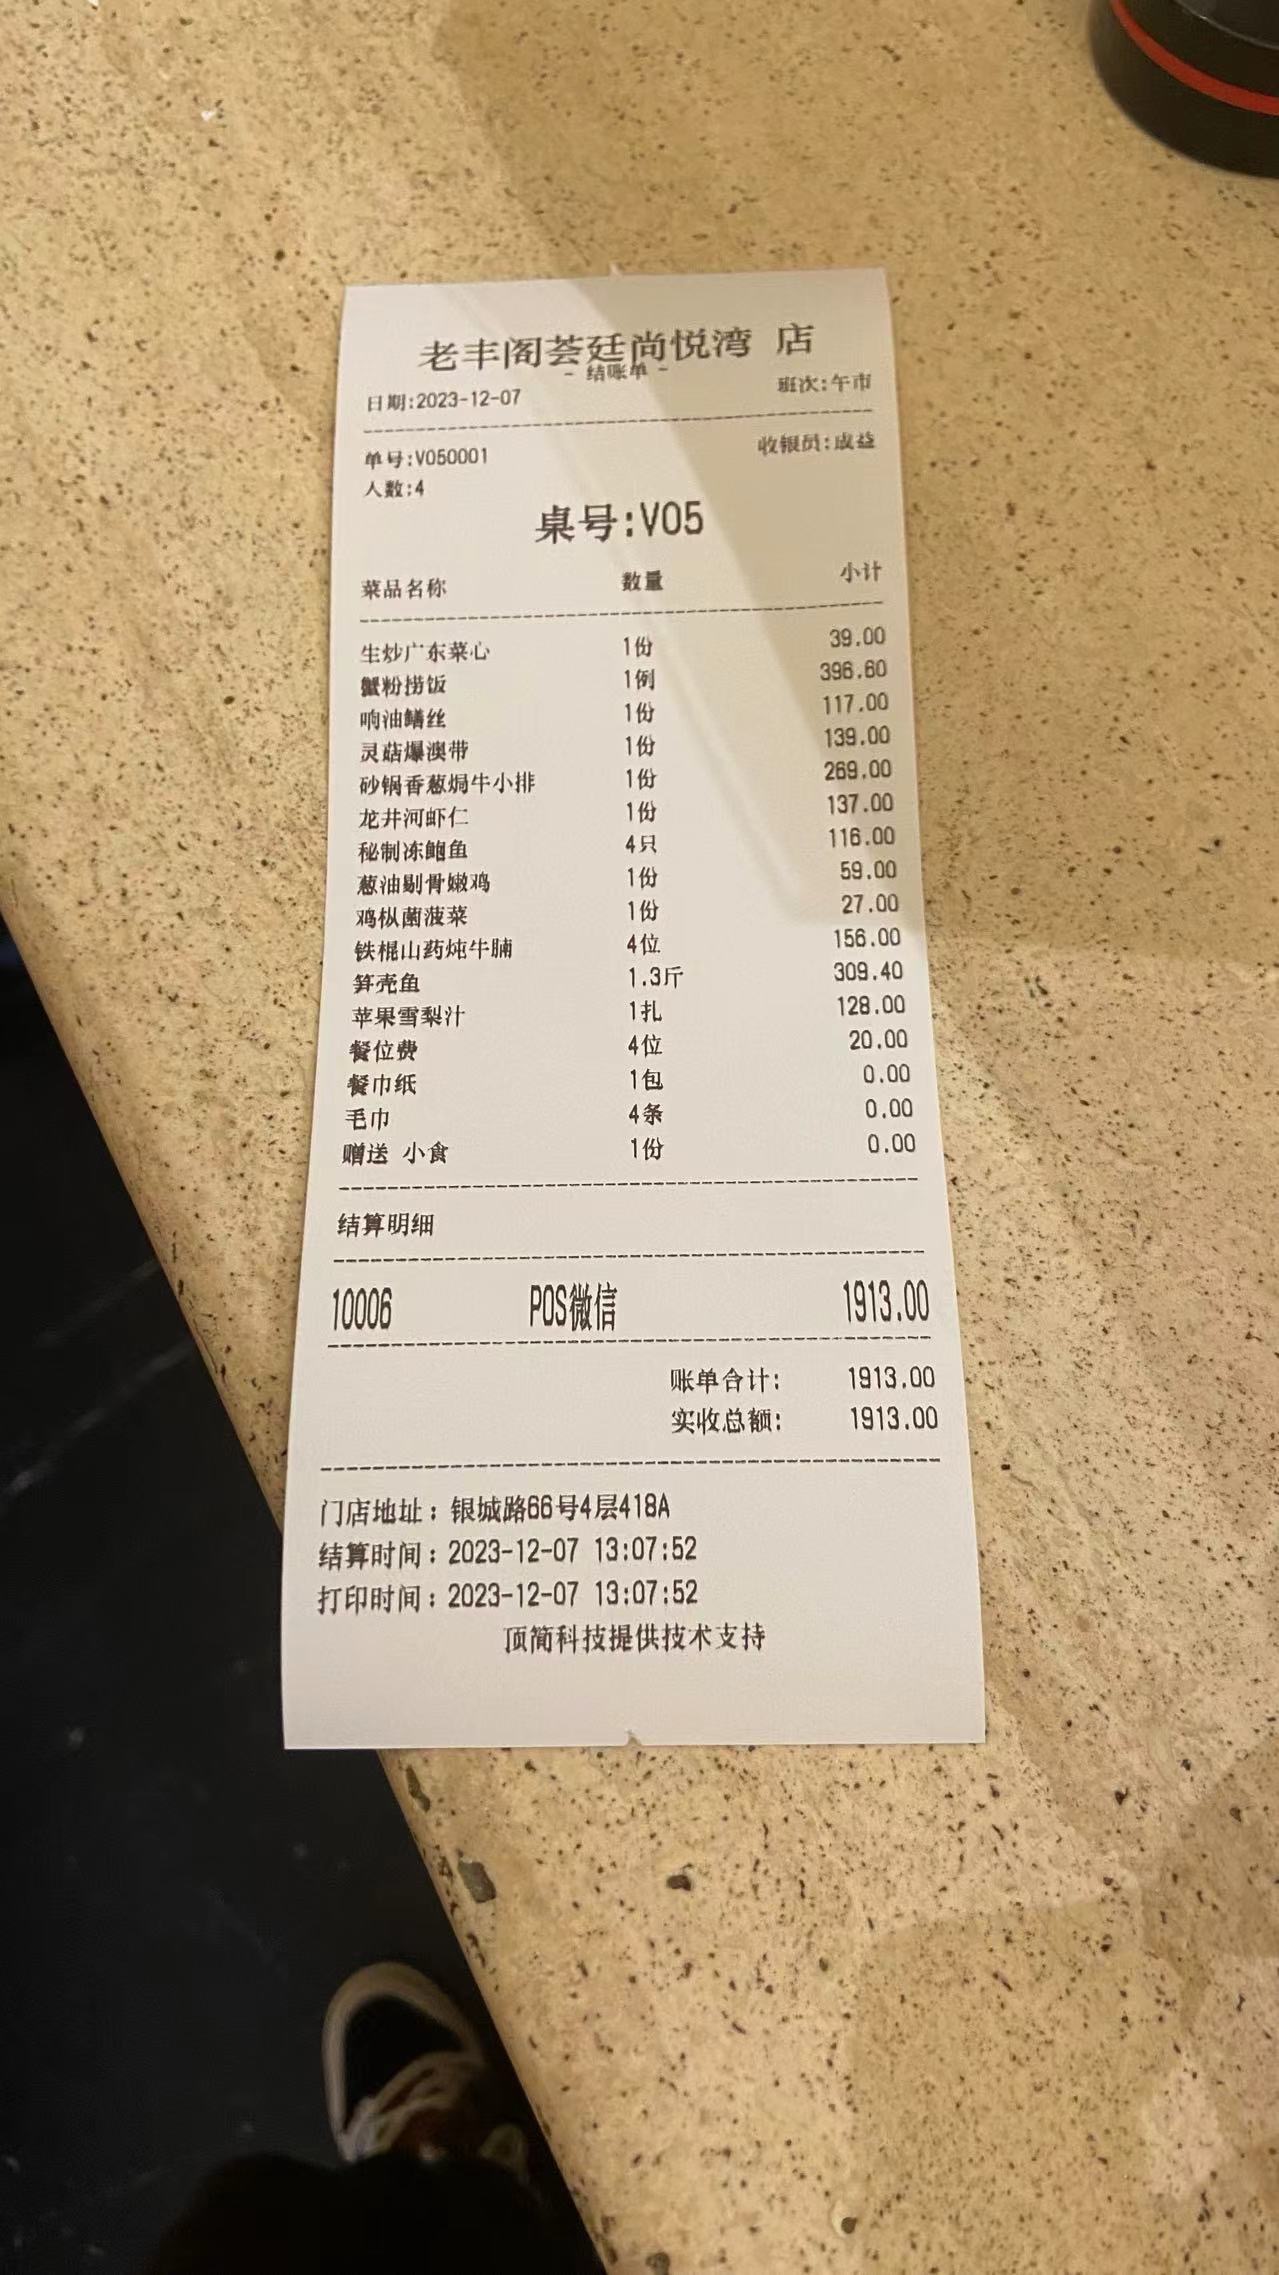 老丰阁荟廷尚悦湾 店
- 结账单 -
日期:2023-12-07 班次:午市
单号:V050001 收银员:成益
人数:4
桌号:V05
菜品名称 数量 小计
生炒广东菜心 1份 39.00
蟹粉捞饭 1例 396.60
响油鳝丝 1份 117.00
灵菇爆澳带 1份 139.00
砂锅香葱焗牛小排 1份 269.00
龙井河虾仁 1份 137.00
秘制冻鲍鱼 4只 116.00
葱油剔骨嫩鸡 1份 59.00
鸡枞菌菠菜 1份 27.00
铁棍山药炖牛腩 4位 156.00
笋壳鱼 1.3斤 309.40
苹果雪梨汁 1扎 128.00
餐位费 4位 20.00
餐巾纸 1包 0.00
毛巾 4条 0.00
赠送 小食 1份 0.00
结算明细
10006 POS微信 1913.00
账单合计: 1913.00
实收总额: 1913.00
门店地址：银城路66号4层418A
结算时间：2023-12-07 13:07:52
打印时间：2023-12-07 13:07:52
顶简科技提供技术支持